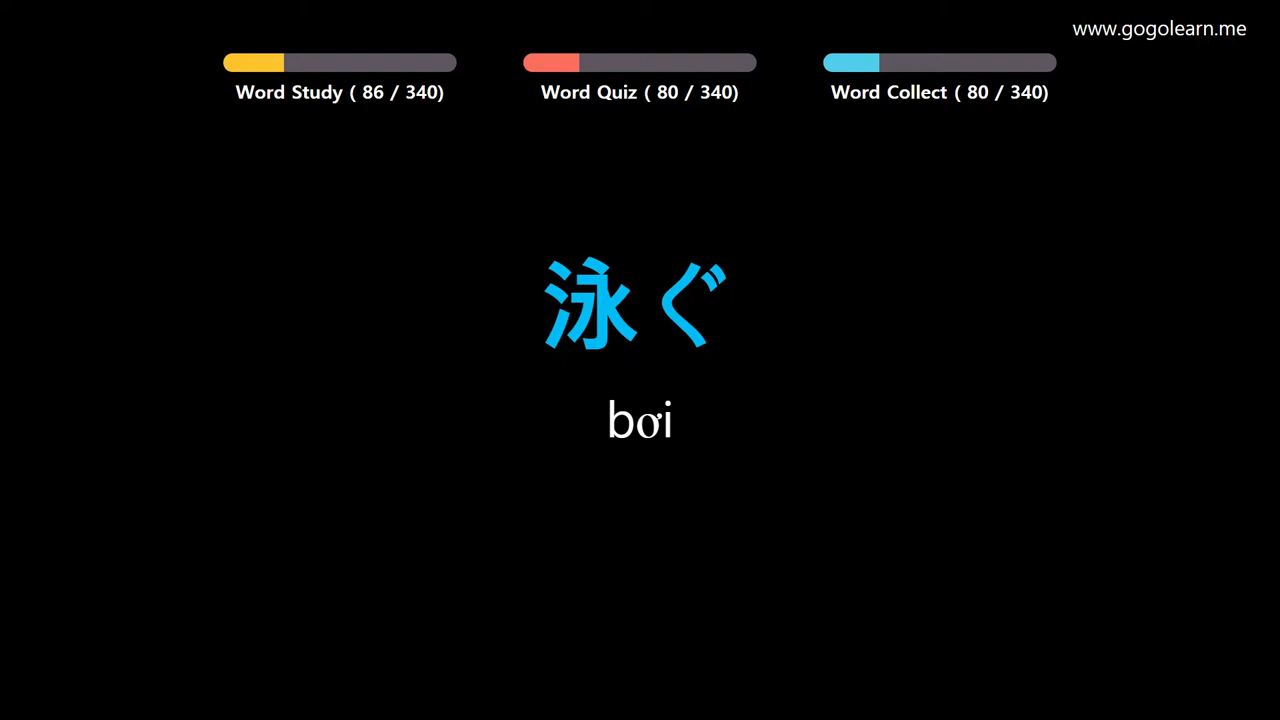 www.gogolearn.me
Word Study ( 86 / 340)
Word Quiz ( 80 / 340)
Word Collect ( 80 / 340)
泳ぐ
bơi